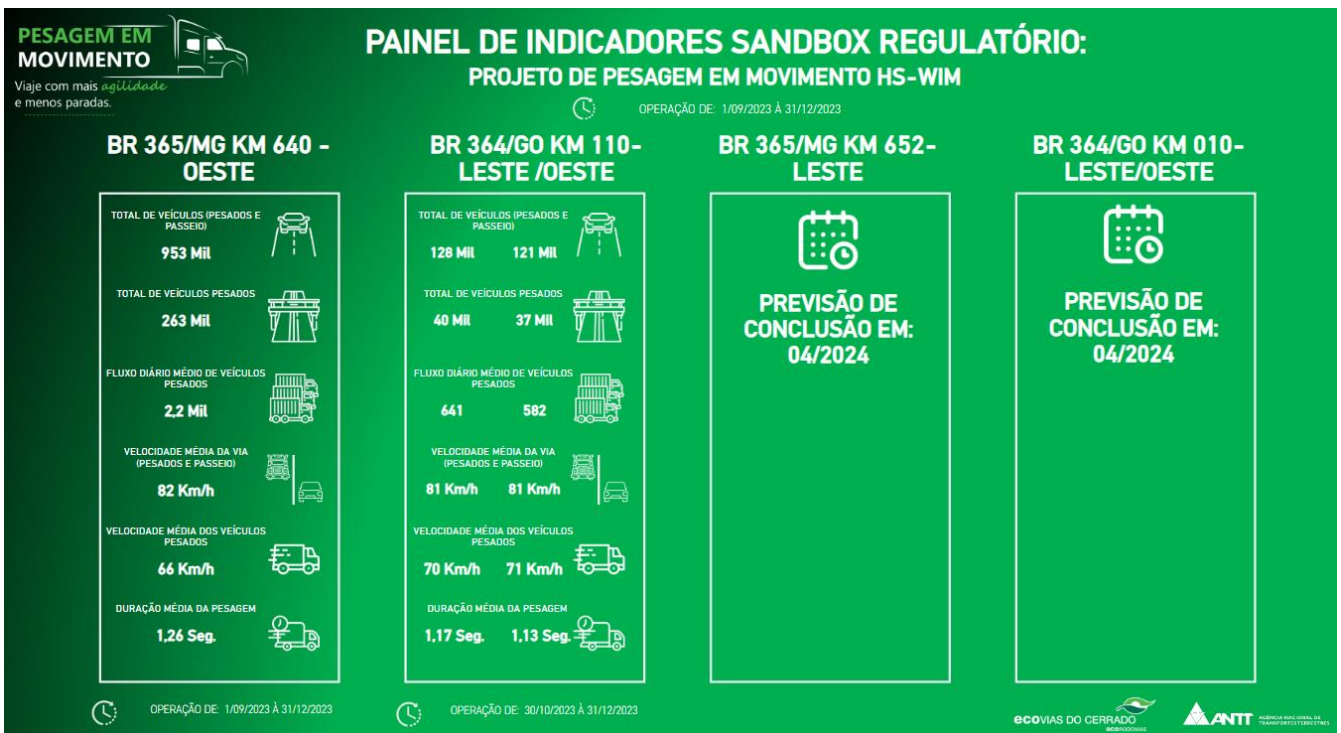 PESAGEM EM
MOVIMENTO
Viaje com mais agilidade
e menos paradas.
PAINEL DE INDICADORES SANDBOX REGULATÓRIO:
PROJETO DE PESAGEM EM MOVIMENTO HS-WIM
OPERAÇÃO DE: 1/09/2023 À 31/12/2023
BR 365/MG KM 640 -
OESTE
TOTAL DE VEÍCULOS (PESADOS E
PASSEIO)
953 Mil
TOTAL DE VEÍCULOS PESADOS
263 Mil
FLUXO DIÁRIO MÉDIO DE VEÍCULOS
PESADOS
2,2 Mil
VELOCIDADE MÉDIA DA VIA
(PESADOS E PASSEIO)
82 Km/h
VELOCIDADE MÉDIA DOS VEÍCULOS
PESADOS
66 Km/h
DURAÇÃO MÉDIA DA PESAGEM
1,26 Seg.
OPERAÇÃO DE: 1/09/2023 À 31/12/2023
BR 364/GO KM 110-
LESTE /OESTE
TOTAL DE VEÍCULOS (PESADOS E
PASSEIO)
128 Mil 121 Mil
TOTAL DE VEÍCULOS PESADOS
40 Mil 37 Mil
FLUXO DIÁRIO MÉDIO DE VEÍCULOS
PESADOS
641 582
VELOCIDADE MÉDIA DA VIA
(PESADOS E PASSEIO)
81 Km/h 81 Km/h
VELOCIDADE MÉDIA DOS VEÍCULOS
PESADOS
70 Km/h 71 Km/h
DURAÇÃO MÉDIA DA PESAGEM
1,17 Seg. 1,13 Seg.
OPERAÇÃO DE: 30/10/2023 À 31/12/2023
BR 365/MG KM 652-
LESTE
PREVISÃO DE
CONCLUSÃO EM:
04/2024
BR 364/GO KM 010-
LESTE/OESTE
PREVISÃO DE
CONCLUSÃO EM:
04/2024
ecoVIAS DO CERRADO
ECORODOVIAS
ANTT
AGÊNCIA NACIONAL DE
TRANSPORTES TERRESTRES